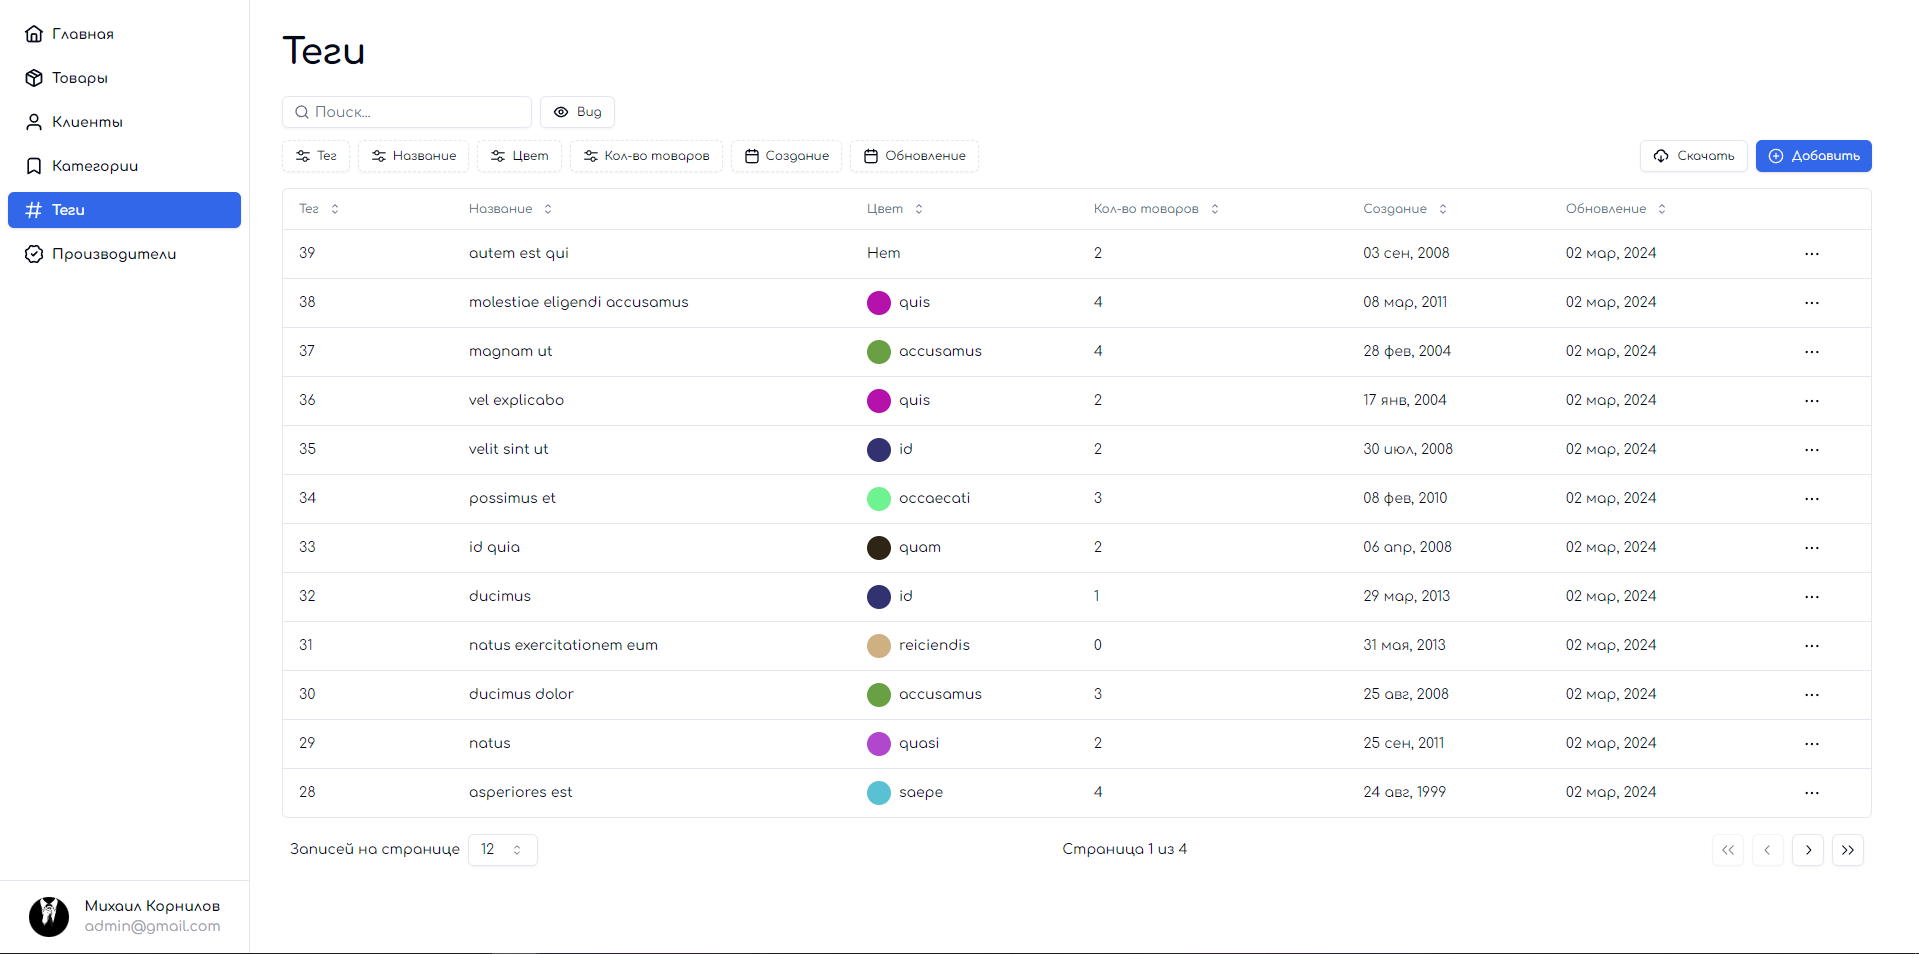 Главная
Товары
Клиенты
Категории
Теги
Производители
Михаил Корнилов
admin@gmail.com
Теги
Поиск...
Вид
Тег Название Цвет Кол-во товаров Создание Обновление Скачать Добавить
Тег Название Цвет Кол-во товаров Создание Обновление
39 autem est qui Нет 2 03 сен, 2008 02 мар, 2024
38 molestiae eligendi accusamus quis 4 08 мар, 2011 02 мар, 2024
37 magnam ut accusamus 4 28 фев, 2004 02 мар, 2024
36 vel explicabo quis 2 17 янв, 2004 02 мар, 2024
35 velit sint ut id 2 30 июл, 2008 02 мар, 2024
34 possimus et occaecati 3 08 фев, 2010 02 мар, 2024
33 id quia quam 2 06 апр, 2008 02 мар, 2024
32 ducimus id 1 29 мар, 2013 02 мар, 2024
31 natus exercitationem eum reiciendis 0 31 мая, 2013 02 мар, 2024
30 ducimus dolor accusamus 3 25 авг, 2008 02 мар, 2024
29 natus quasi 2 25 сен, 2011 02 мар, 2024
28 asperiores est saepe 4 24 авг, 1999 02 мар, 2024
Записей на странице 12 Страница 1 из 4